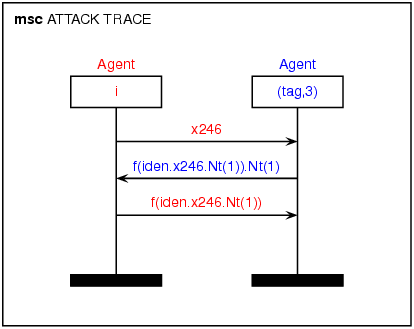 msc ATTACK TRACE
Agent Agent
i (tag,3)
x246
f(iden.x246.Nt(1)).Nt(1)
f(iden.x246.Nt(1))